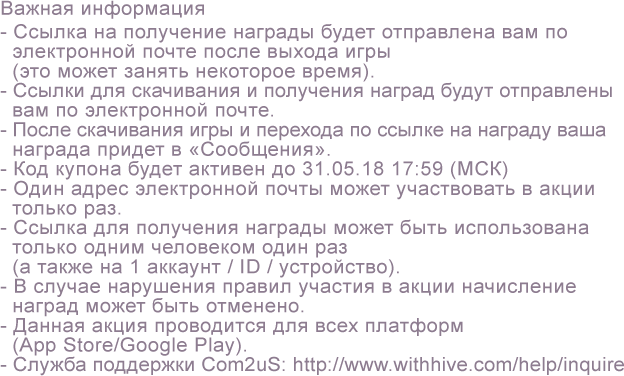 Важная информация
- Ссылка на получение награды будет отправлена вам по
электронной почте после выхода игры
(это может занять некоторое время).
- Ссылки для скачивания и получения наград будут отправлены
вам по электронной почте.
- После скачивания игры и перехода по ссылке на награду ваша
награда придет в «Сообщения».
- Код купона будет активен до 31.05.18 17:59 (МСК)
- Один адрес электронной почты может участвовать в акции
только раз.
- Ссылка для получения награды может быть использована
только одним человеком один раз
(а также на 1 аккаунт / ID / устройство).
- В случае нарушения правил участия в акции начисление
наград может быть отменено.
- Данная акция проводится для всех платформ
(App Store/Google Play).
- Служба поддержки Com2uS: http://www.withhive.com/help/inquire